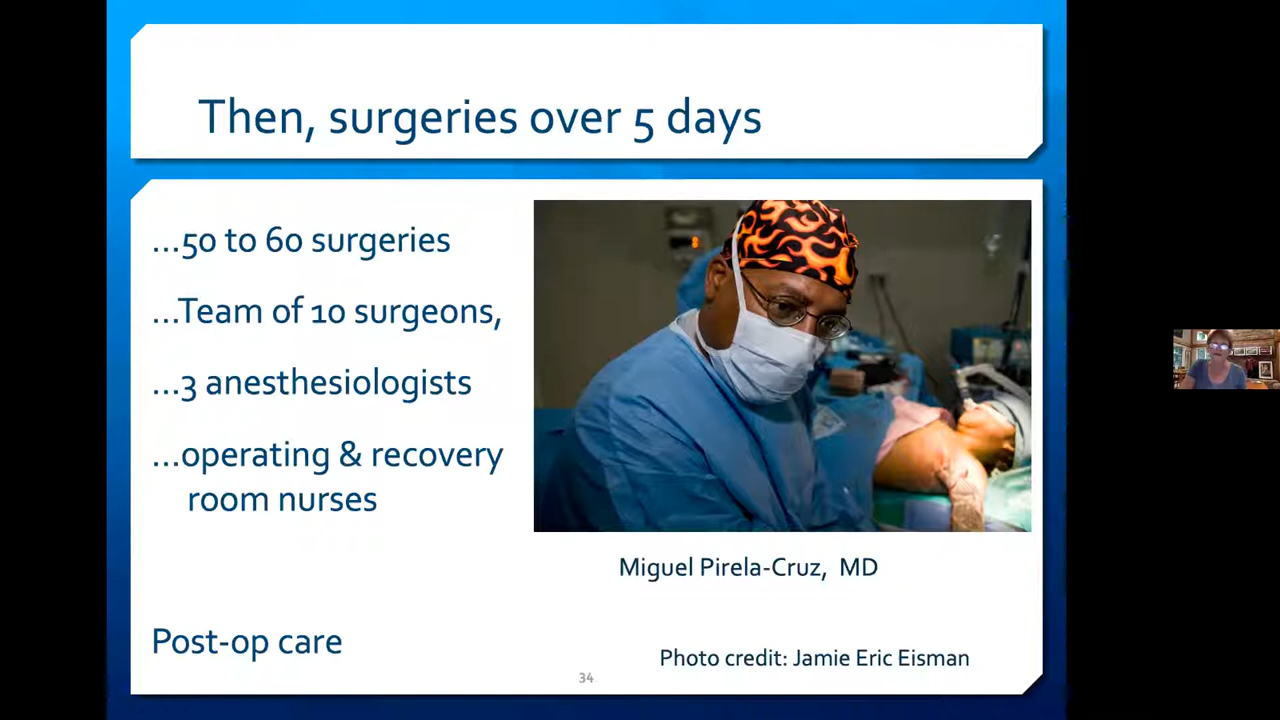 Then, surgeries over 5 days
...50 to 60 surgeries
...Team of 10 surgeons,
...3 anesthesiologists
...operating & recovery
room nurses
Miguel Pirela-Cruz, MD
Post-op care
Photo credit: Jamie Eric Eisman
34